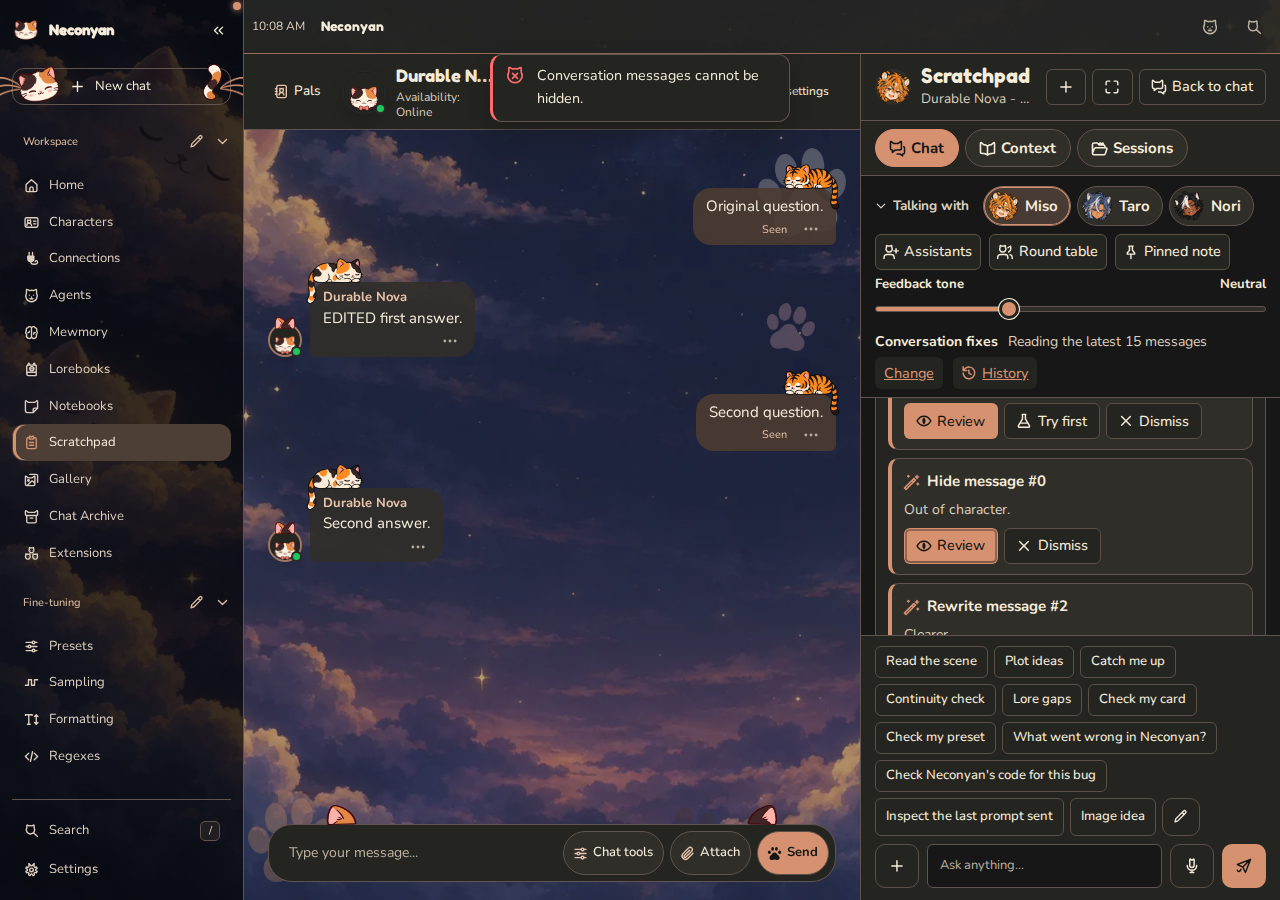 Neconyan
New chat
Workspace
Home
Characters
Connections
Agents
Mewmory
Lorebooks
Notebooks
Scratchpad
Gallery
Chat Archive
Extensions
Fine-tuning
Presets
Sampling
Formatting
Regexes
Search /
Settings
10:08 AM Neconyan
Pals
Durable N...
Availability:
Online
Conversation messages cannot be
hidden.
settings
Original question.
Seen
Durable Nova
EDITED first answer.
Second question.
Seen
Durable Nova
Second answer.
Type your message...
Chat tools
Attach
Send
Scratchpad
Durable Nova - ...
Back to chat
Chat Context Sessions
Talking with Miso Taro Nori
Assistants Round table Pinned note
Feedback tone Neutral
Conversation fixes Reading the latest 15 messages
Change History
Review Try first Dismiss
Hide message #0
Out of character.
Review Dismiss
Rewrite message #2
Clearer.
Read the scene Plot ideas Catch me up
Continuity check Lore gaps Check my card
Check my preset What went wrong in Neconyan?
Check Neconyan's code for this bug
Inspect the last prompt sent Image idea
Ask anything...